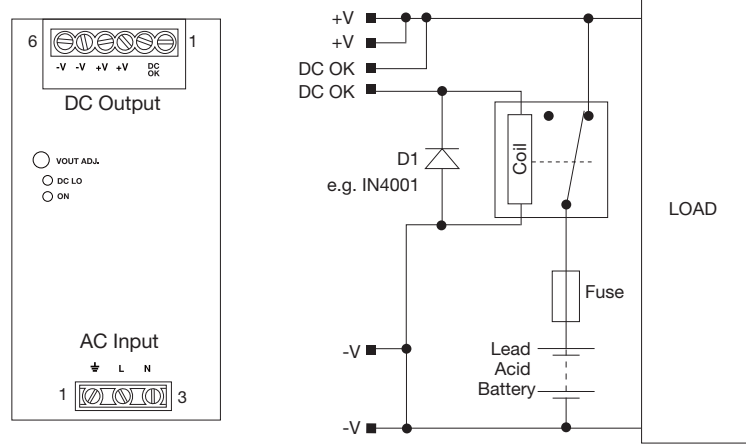 6
1
-V -V +V +V DC OK
DC Output
VOUT ADJ.
DC LO
ON
AC Input
L N
1
3
+V
+V
DC OK
DC OK
D1
e.g. IN4001
Coil
LOAD
Fuse
Lead
Acid
Battery
-V
-V